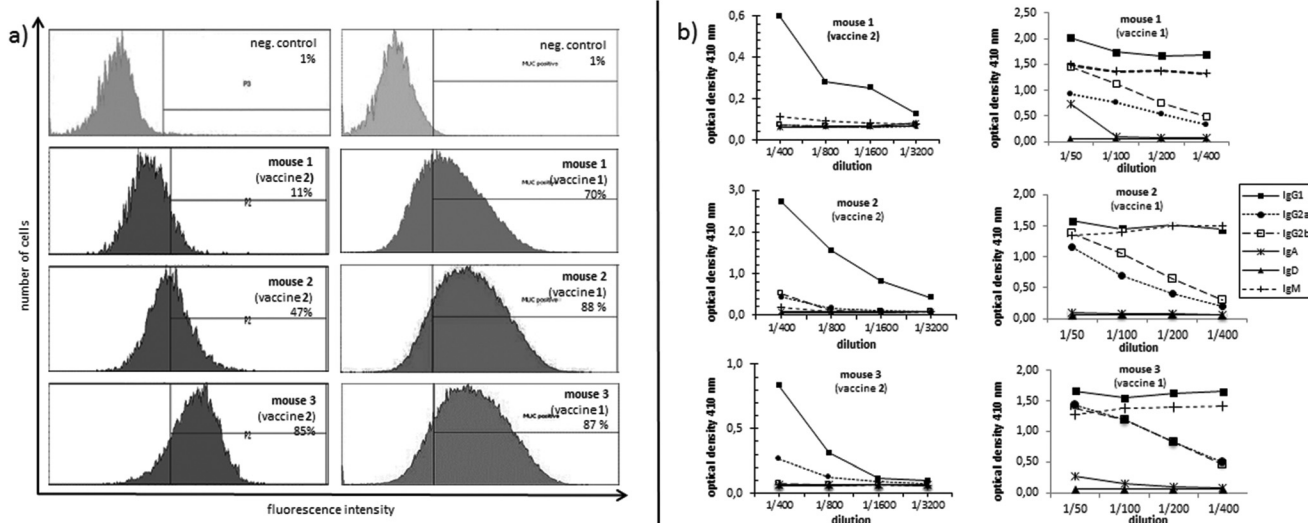 a)
neg. control
1%
P3
neg. control
1%
MUC positive
mouse 1
(vaccine 2)
11%
P2
mouse 1
(vaccine 1)
MUC positive
70%
mouse 2
(vaccine 2)
47%
P2
mouse 2
(vaccine 1)
MUC positive
88 %
mouse 3
(vaccine 2)
85%
P2
mouse 3
(vaccine 1)
MUC positive
87 %
number of cells
fluorescence intensity
b)
mouse 1
(vaccine 2)
optical density 410 nm
0,6
0,4
0,2
0,0
1/400 1/800 1/1600 1/3200
dilution
mouse 1
(vaccine 1)
optical density 410 nm
2,50
2,00
1,50
1,00
0,50
0,00
1/50 1/100 1/200 1/400
dilution
mouse 2
(vaccine 2)
optical density 410 nm
3,0
2,0
1,0
0,0
1/400 1/800 1/1600 1/3200
dilution
mouse 2
(vaccine 1)
optical density 410 nm
2,00
1,50
1,00
0,50
0,00
1/50 1/100 1/200 1/400
dilution
IgG1
IgG2a
IgG2b
IgA
IgD
IgM
mouse 3
(vaccine 2)
optical density 410 nm
1,0
0,5
0,0
1/400 1/800 1/1600 1/3200
dilution
mouse 3
(vaccine 1)
optical density 410 nm
2,00
1,50
1,00
0,50
0,00
1/50 1/100 1/200 1/400
dilution